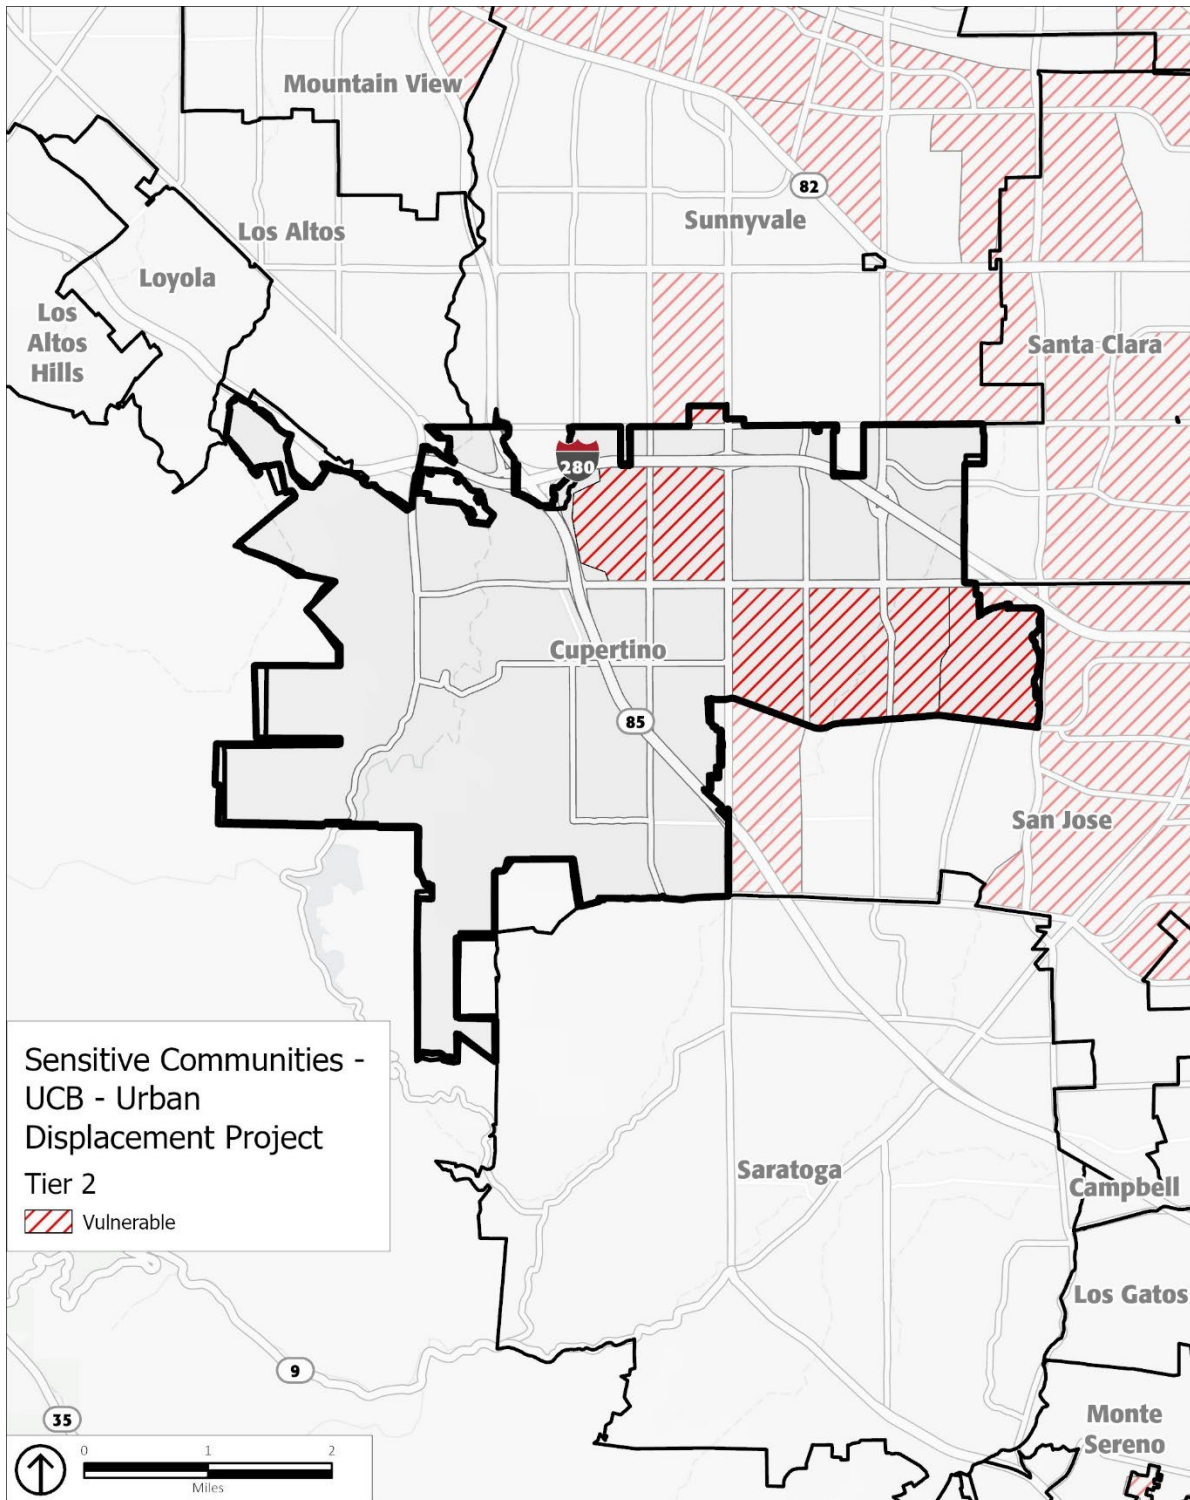 Mountain View
82
Sunnyvale
Los Altos
Loyola
Los
Altos
Hills
Santa Clara
280
Cupertino
85
San Jose
Sensitive Communities -
UCB - Urban
Displacement Project
Tier 2
Vulnerable
Saratoga
Campbell
Los Gatos
9
35
Monte
Sereno
0 1 2
Miles